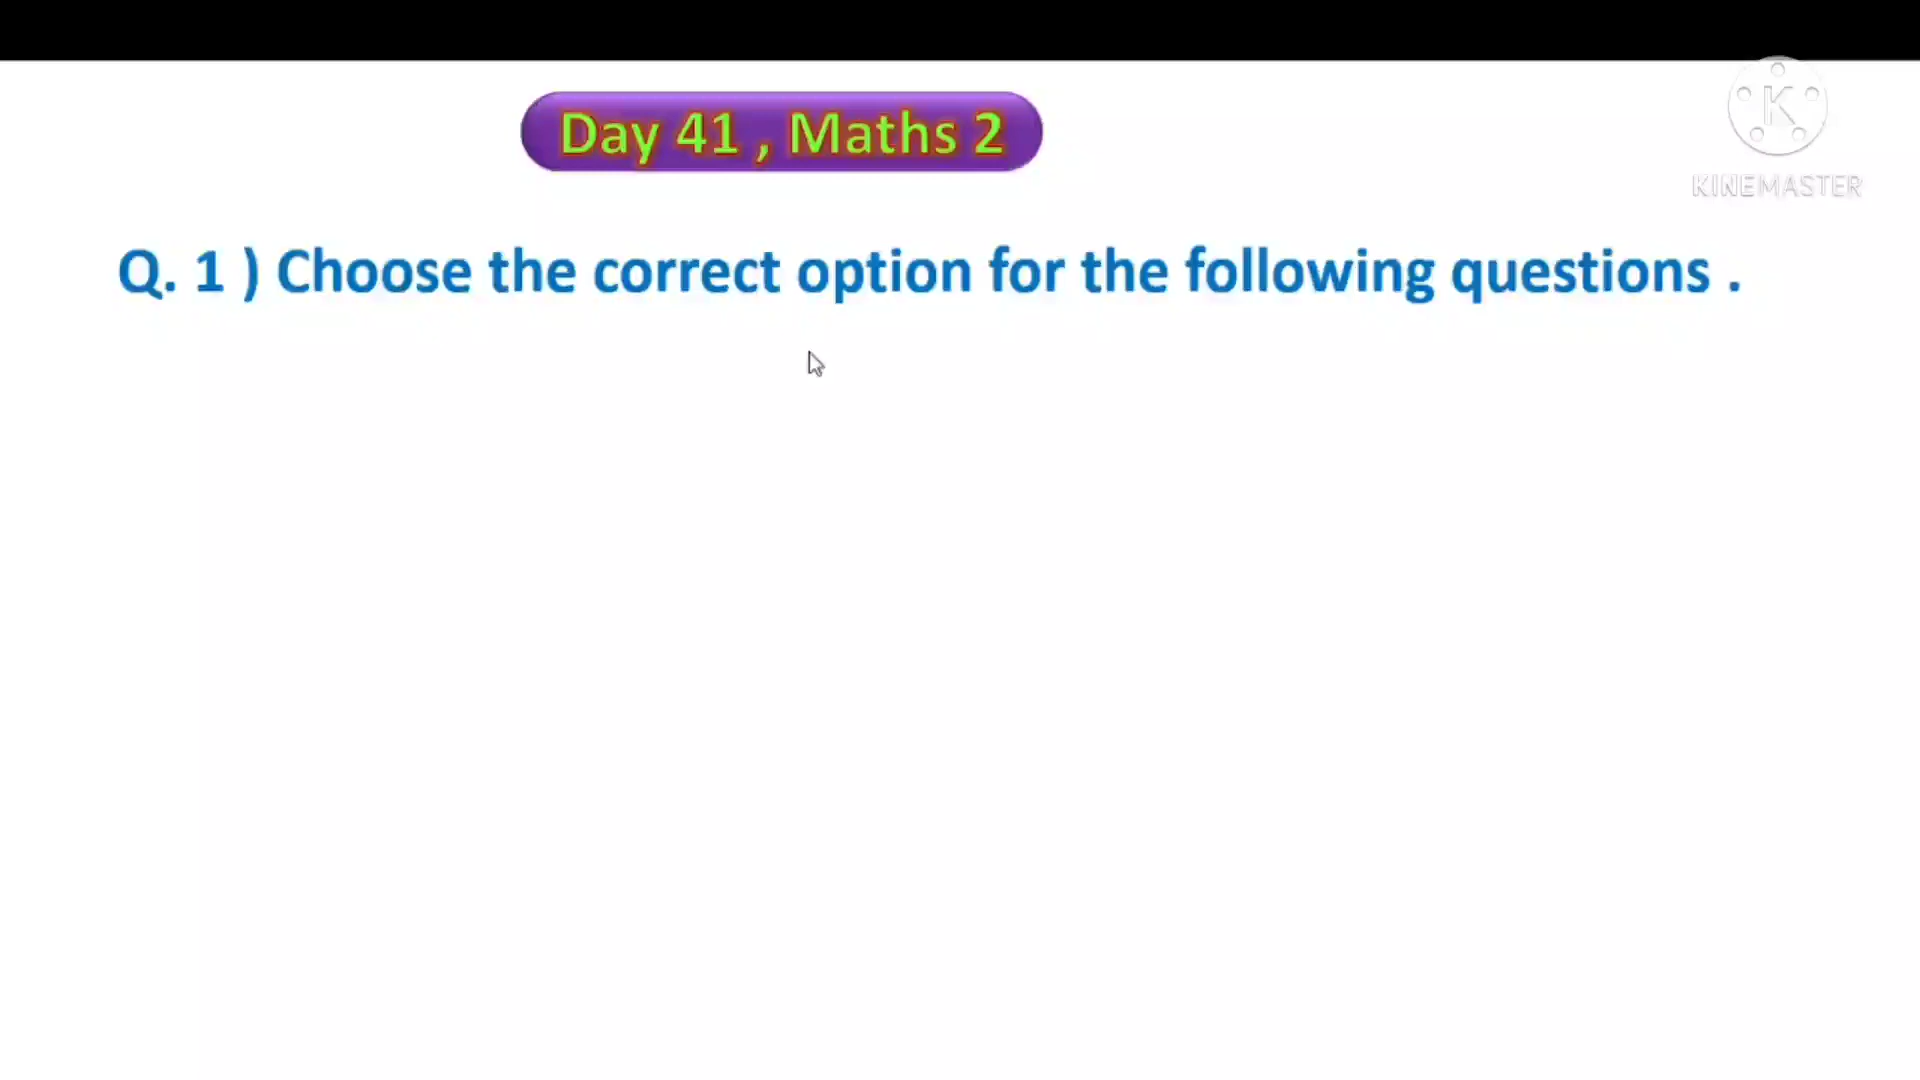 Day 41 , Maths 2
K
KINEMASTER
Q. 1 ) Choose the correct option for the following questions .